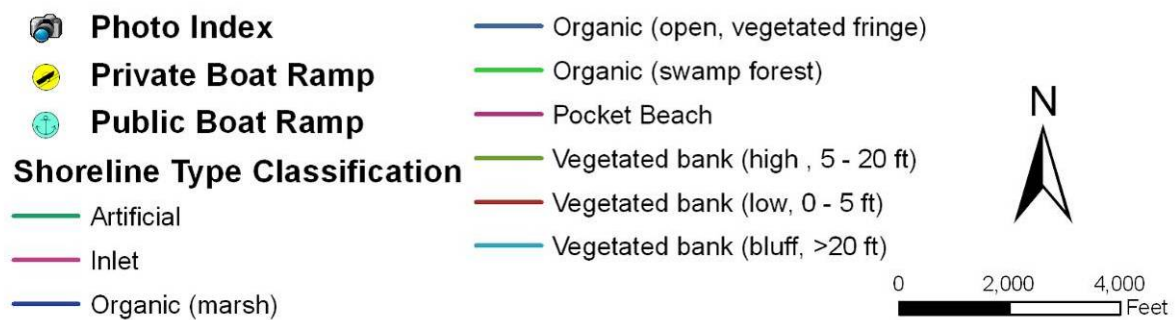 Photo Index
Private Boat Ramp
Public Boat Ramp
Shoreline Type Classification
Artificial
Inlet
Organic (marsh)
Organic (open, vegetated fringe)
Organic (swamp forest)
Pocket Beach
Vegetated bank (high , 5 - 20 ft)
Vegetated bank (low, 0 - 5 ft)
Vegetated bank (bluff, >20 ft)
N
0 2,000 4,000
Feet